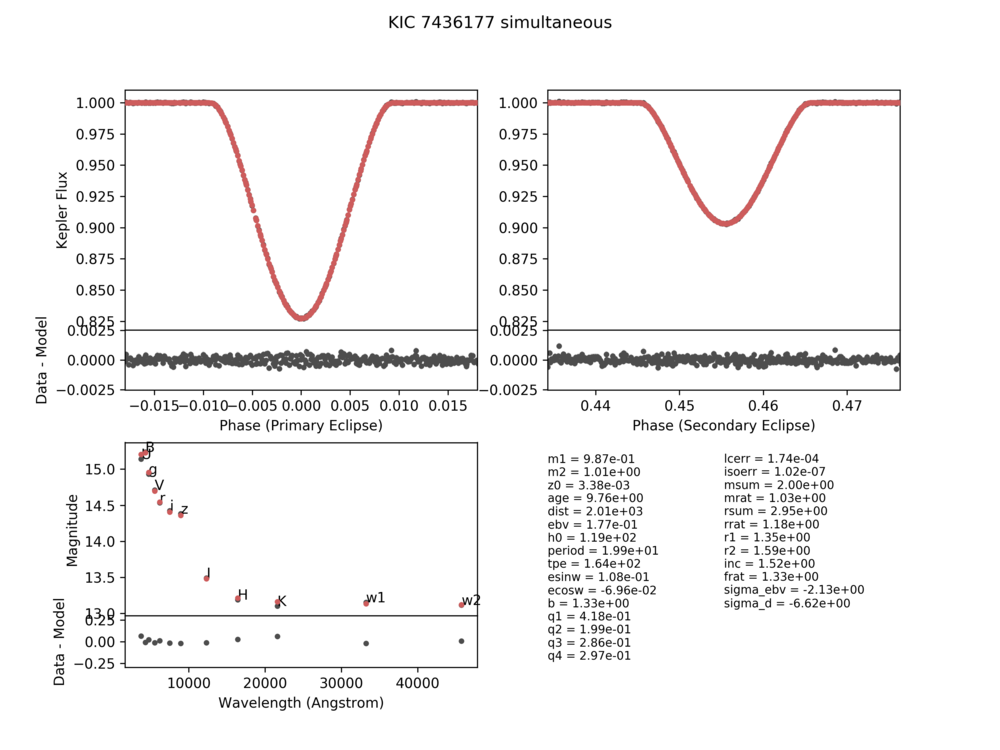 KIC 7436177 simultaneous
1.000
0.975
0.950
0.925
0.900
0.875
0.850
0.825
Kepler Flux
0.0025
0.0000
−0.0025
Data - Model
−0.015
−0.010
−0.005
0.000
0.005
0.010
0.015
Phase (Primary Eclipse)
1.000
0.975
0.950
0.925
0.900
0.875
0.850
0.825
0.0025
0.0000
−0.0025
0.44
0.45
0.46
0.47
Phase (Secondary Eclipse)
15.0
14.5
14.0
13.5
13.0
Magnitude
U
B
g
V
r
i
z
J
H
K
w1
w2
0.25
0.00
−0.25
Data - Model
10000
20000
30000
40000
Wavelength (Angstrom)
m1 = 9.87e-01
m2 = 1.01e+00
z0 = 3.38e-03
age = 9.76e+00
dist = 2.01e+03
ebv = 1.77e-01
h0 = 1.19e+02
period = 1.99e+01
tpe = 1.64e+02
esinw = 1.08e-01
ecosw = -6.96e-02
b = 1.33e+00
q1 = 4.18e-01
q2 = 1.99e-01
q3 = 2.86e-01
q4 = 2.97e-01
lcerr = 1.74e-04
isoerr = 1.02e-07
msum = 2.00e+00
mrat = 1.03e+00
rsum = 2.95e+00
rrat = 1.18e+00
r1 = 1.35e+00
r2 = 1.59e+00
inc = 1.52e+00
frat = 1.33e+00
sigma_ebv = -2.13e+00
sigma_d = -6.62e+00